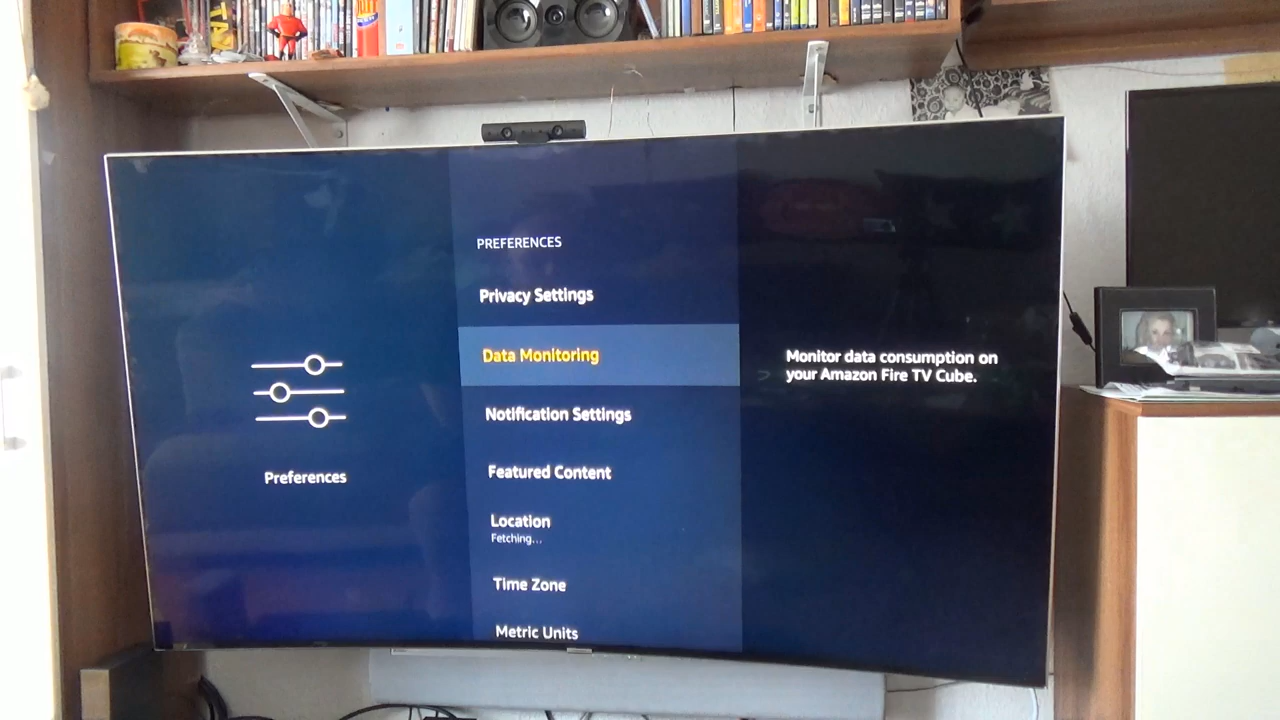 PREFERENCES
Privacy Settings
Data Monitoring
Notification Settings
Featured Content
Location
Fetching...
Time Zone
Metric Units
Preferences
Monitor data consumption on
your Amazon Fire TV Cube.